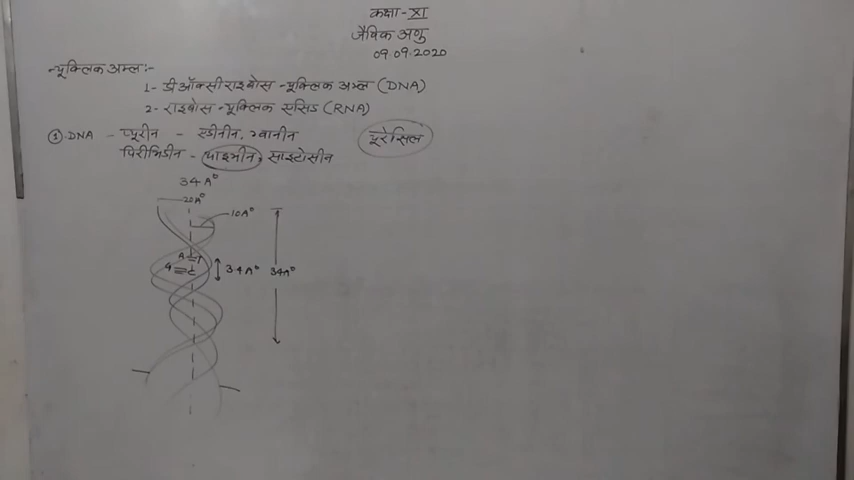 कक्षा-XI
जैविक अणु
09.09.2020
न्यूक्लिक अम्ल:-
1- डीऑक्सीराइबोस-न्यूक्लिक अम्ल (DNA)
2- राइबोस-न्यूक्लिक एसिड (RNA)
① DNA - प्यूरीन - एडीनीन, ग्वानीन यूरेसिल
पिरीमिडीन - थाइमीन, साइटोसीन
34A°
20A°
10A°
A=T
G≡C 3.4A° 34A°